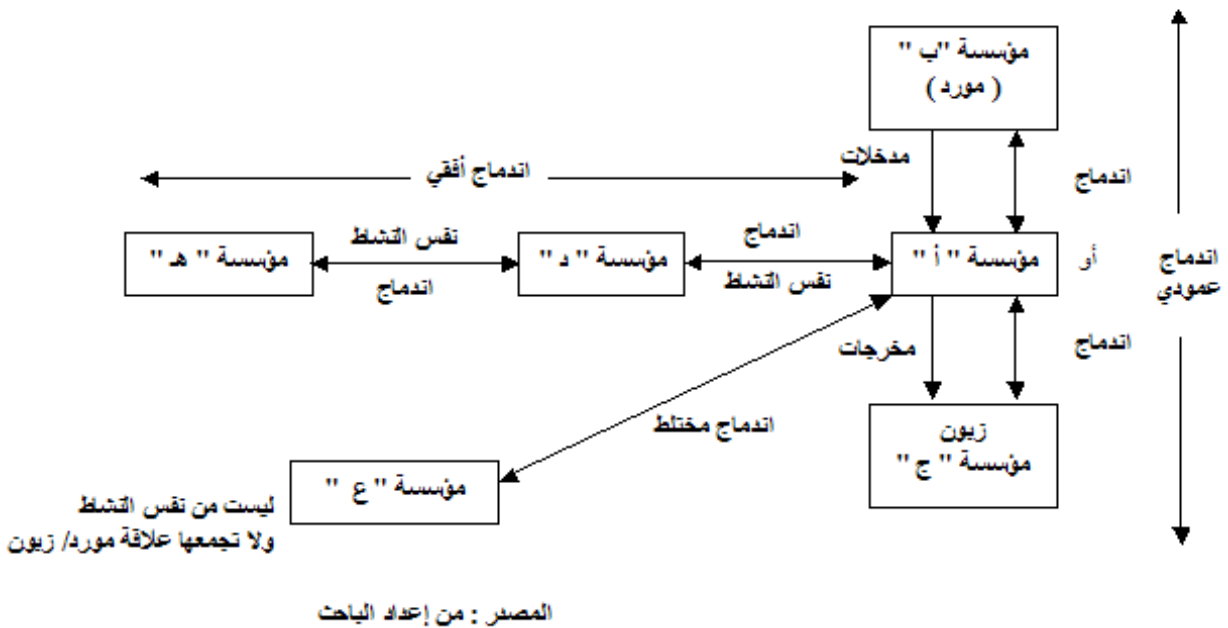 مؤسسة "ب "
( مورد )
مدخلات
اندماج
اندماج أفقي
مؤسسة " هـ "
نفس النشاط
اندماج
مؤسسة "د "
اندماج
نفس النشاط
مؤسسة " أ "
أو
اندماج
عمودي
مخرجات
اندماج
زبون
مؤسسة " ج "
اندماج مختلط
مؤسسة " ع "
ليست من نفس النشاط
ولا تجمعها علاقة مورد/ زبون
المصدر : من إعداد الباحث